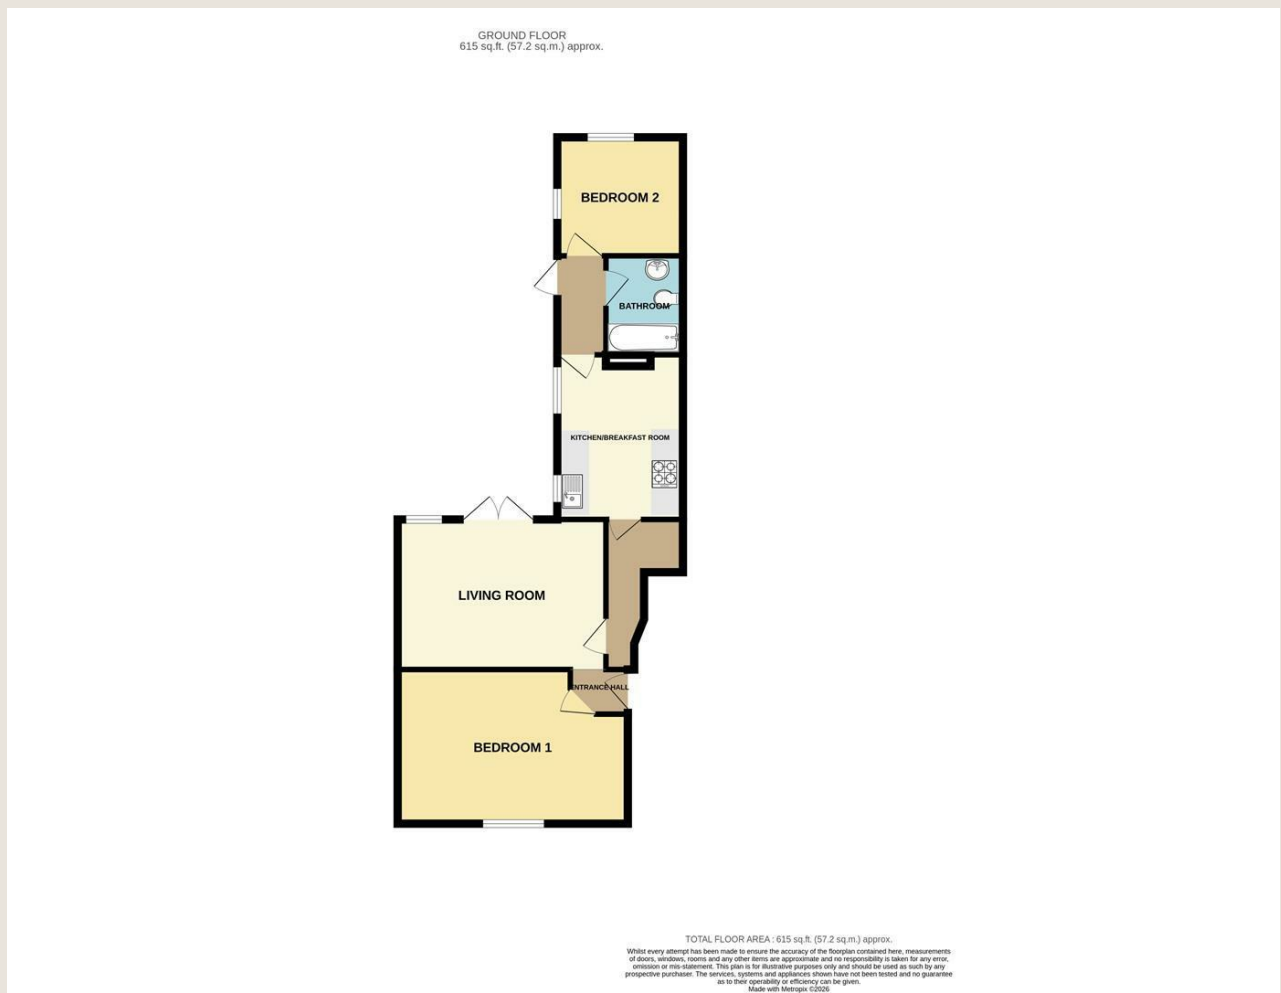 GROUND FLOOR
615 sq.ft. (57.2 sq.m.) approx.
BEDROOM 2
BATHROOM
KITCHEN/BREAKFAST ROOM
LIVING ROOM
ENTRANCE HALL
BEDROOM 1
TOTAL FLOOR AREA : 615 sq.ft. (57.2 sq.m.) approx.
Whilst every attempt has been made to ensure the accuracy of the floorplan contained here, measurements
of doors, windows, rooms and any other items are approximate and no responsibility is taken for any error,
omission or mis-statement. This plan is for illustrative purposes only and should be used as such by any
prospective purchaser. The services, systems and appliances shown have not been tested and no guarantee
as to their operability or efficiency can be given.
Made with Metropix ©2026